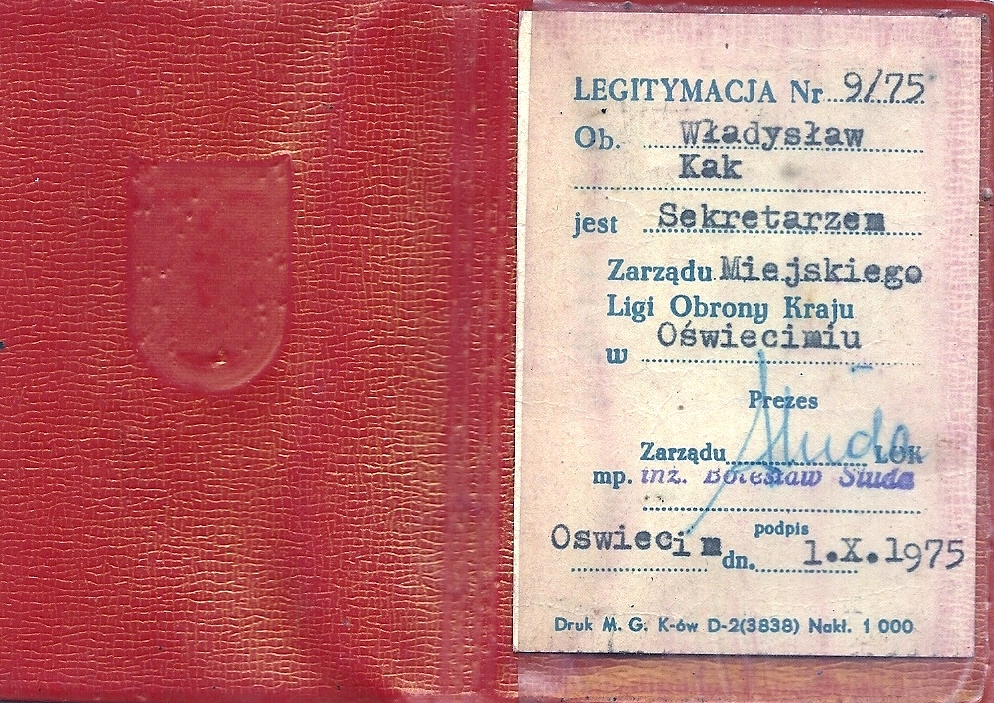 LEGITYMACJA Nr 9/75
Ob. Władysław
Kak
jest Sekretarzem
Zarządu Miejskiego
Ligi Obrony Kraju
w Oświecimiu
Prezes
Zarządu Studa LOK
mp. inż. Bolesław Studa
podpis
Oswiecim dn. 1.X.1975
Druk M. G. K-ów D-2(3838) Nakł. 1 000